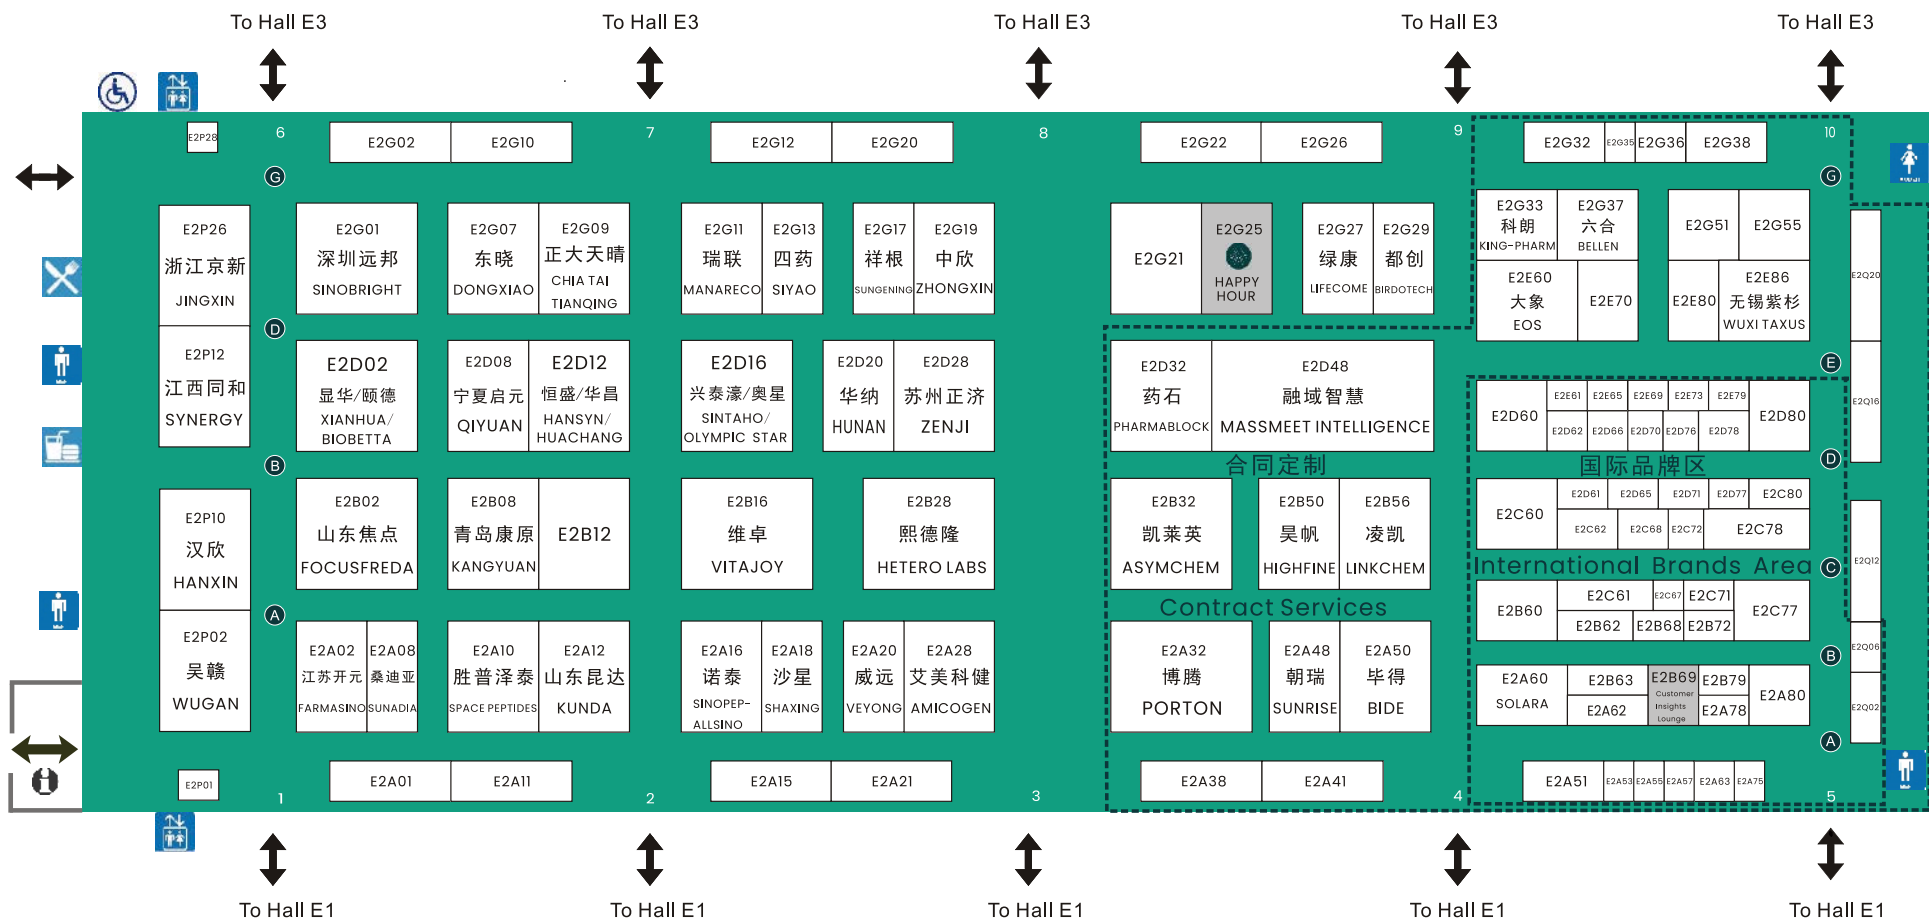 To Hall E3
To Hall E3
To Hall E3
To Hall E3
To Hall E3
E2P28
6
E2G02
E2G10
7
E2G12
E2G20
8
E2G22
E2G26
9
E2G32
E2G35
E2G36
E2G38
10
G
G
E2P26
浙江京新
JINGXIN
E2G01
深圳远邦
SINOBRIGHT
E2G07
东晓
DONGXIAO
E2G09
正大天晴
CHIA TAI
TIANQING
E2G11
瑞联
MANARECO
E2G13
四药
SIYAO
E2G17
祥根
SUNGENING
E2G19
中欣
ZHONGXIN
E2G21
E2G25
HAPPY
HOUR
E2G27
绿康
LIFECOME
E2G29
都创
BIRDOTECH
E2G33
科朗
KING-PHARM
E2G37
六合
BELLEN
E2G51
E2G55
E2E60
大象
EOS
E2E70
E2E80
E2E86
无锡紫杉
WUXI TAXUS
E2Q20
D
E
E2P12
江西同和
SYNERGY
E2D02
显华/颐德
XIANHUA/
BIOBETTA
E2D08
宁夏启元
QIYUAN
E2D12
恒盛/华昌
HANSYN/
HUACHANG
E2D16
兴泰濠/奥星
SINTAHO/
OLYMPIC STAR
E2D20
华纳
HUNAN
E2D28
苏州正济
ZENJI
E2D32
药石
PHARMABLOCK
E2D48
融域智慧
MASSMEET INTELLIGENCE
E2D60
E2E61
E2E65
E2E69
E2E73
E2E79
E2D62
E2D66
E2D70
E2D76
E2D78
E2D80
E2Q16
B
合同定制
国际品牌区
D
E2P10
汉欣
HANXIN
E2B02
山东焦点
FOCUSFREDA
E2B08
青岛康原
KANGYUAN
E2B12
E2B16
维卓
VITAJOY
E2B28
熙德隆
HETERO LABS
E2B32
凯莱英
ASYMCHEM
E2B50
昊帆
HIGHFINE
E2B56
凌凯
LINKCHEM
E2C60
E2D61
E2D65
E2D71
E2D77
E2C80
E2C62
E2C68
E2C72
E2C78
E2Q12
International Brands Area
C
A
Contract Services
E2B60
E2C61
E2C67
E2C71
E2C77
E2B62
E2B68
E2B72
E2P02
吴赣
WUGAN
E2A02
江苏开元
FARMASINO
E2A08
桑迪亚
SUNADIA
E2A10
胜普泽泰
SPACE PEPTIDES
E2A12
山东昆达
KUNDA
E2A16
诺泰
SINOPEP-
ALLSINO
E2A18
沙星
SHAXING
E2A20
威远
VEYONG
E2A28
艾美科健
AMICOGEN
E2A32
博腾
PORTON
E2A48
朝瑞
SUNRISE
E2A50
毕得
BIDE
E2A60
SOLARA
E2B63
E2A62
E2B69
Customer
Insights
Lounge
E2B79
E2A78
E2A80
E2Q06
B
E2Q02
A
E2P01
1
E2A01
E2A11
2
E2A15
E2A21
3
E2A38
E2A41
4
E2A51
E2A53
E2A55
E2A57
E2A63
E2A75
5
To Hall E1
To Hall E1
To Hall E1
To Hall E1
To Hall E1